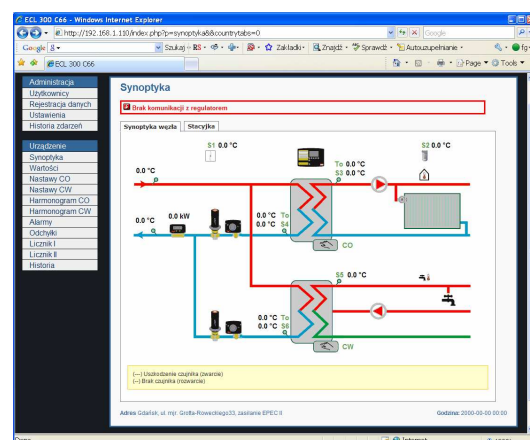 ECL 300 C66 - Windows Internet Explorer
http://192.168.1.110/index.php?p=synoptyka&&countrytabs=0
Google
Google
Szukaj
RS
Zakładki
Znajdź
Sprawdź
Autouzupełnianie
fg
ECL 300 C66
Page
Tools
Administracja
Użytkownicy
Rejestracja danych
Ustawienia
Historia zdarzeń
Urządzenie
Synoptyka
Wartości
Nastawy CO
Nastawy CW
Harmonogram CO
Harmonogram CW
Alarmy
Odchyłki
Licznik I
Licznik II
Historia
Synoptyka
Brak komunikacji z regulatorem
Synoptyka węzła
Stacyjka
S1 0.0 °C
S2 0.0 °C
To 0.0 °C
S3 0.0 °C
0.0 °C
0.0 °C
0.0 kW
0.0 °C To
0.0 °C S4
CO
S5 0.0 °C
0.0 °C To
0.0 °C S6
CW
(---) Uszkodzenie czujnika (zwarcie)
(--) Brak czujnika (rozwarcie)
Adres Gdańsk, ul. mjr. Grotta-Roweckiego33, zasilanie EPEC II
Godzina: 2000-00-00 00:00
Done
Internet